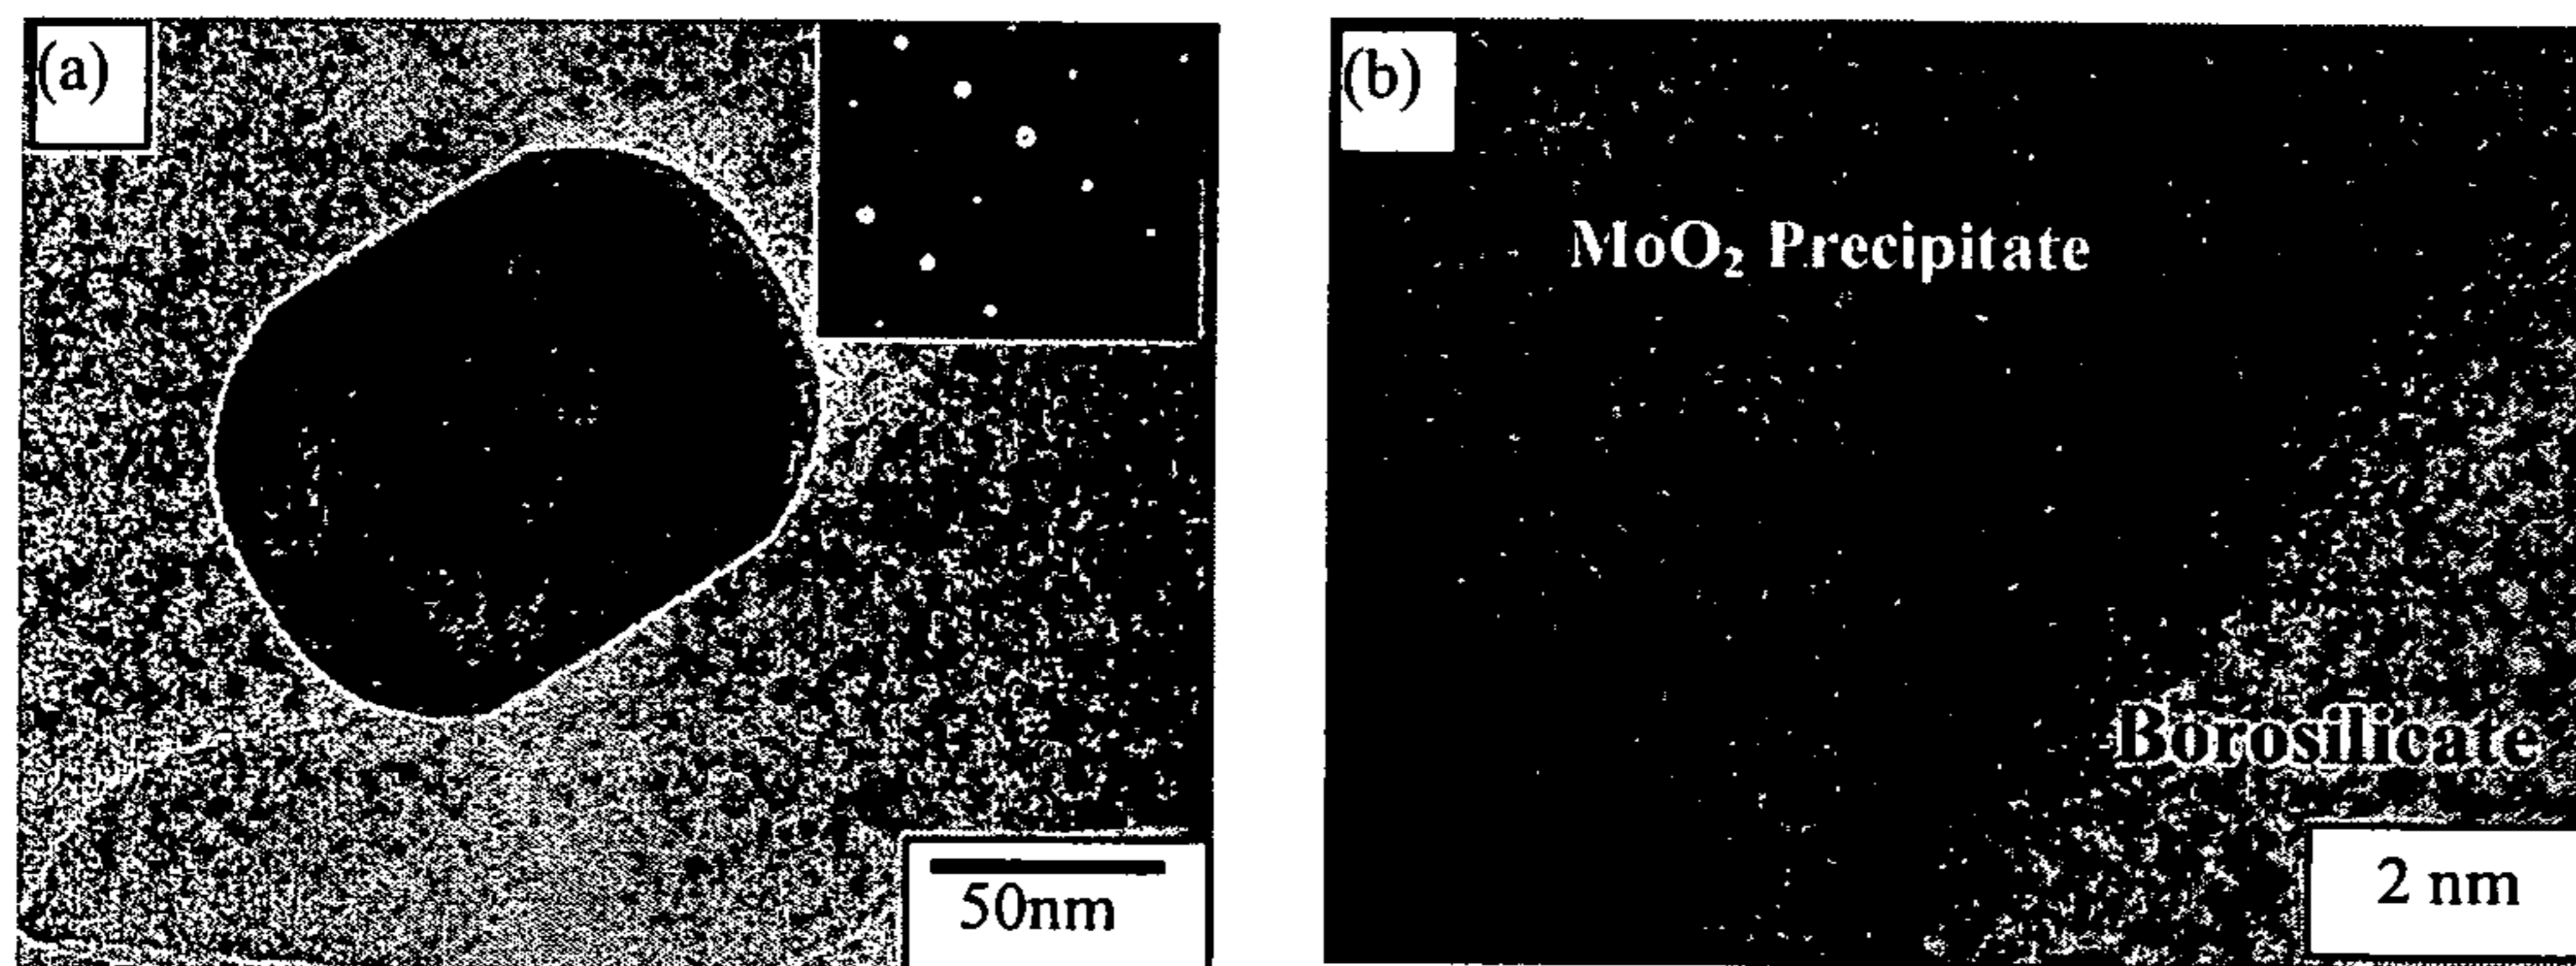 (a)
50nm
(b)
MoO₂ Precipitate
Borosilicate
2 nm